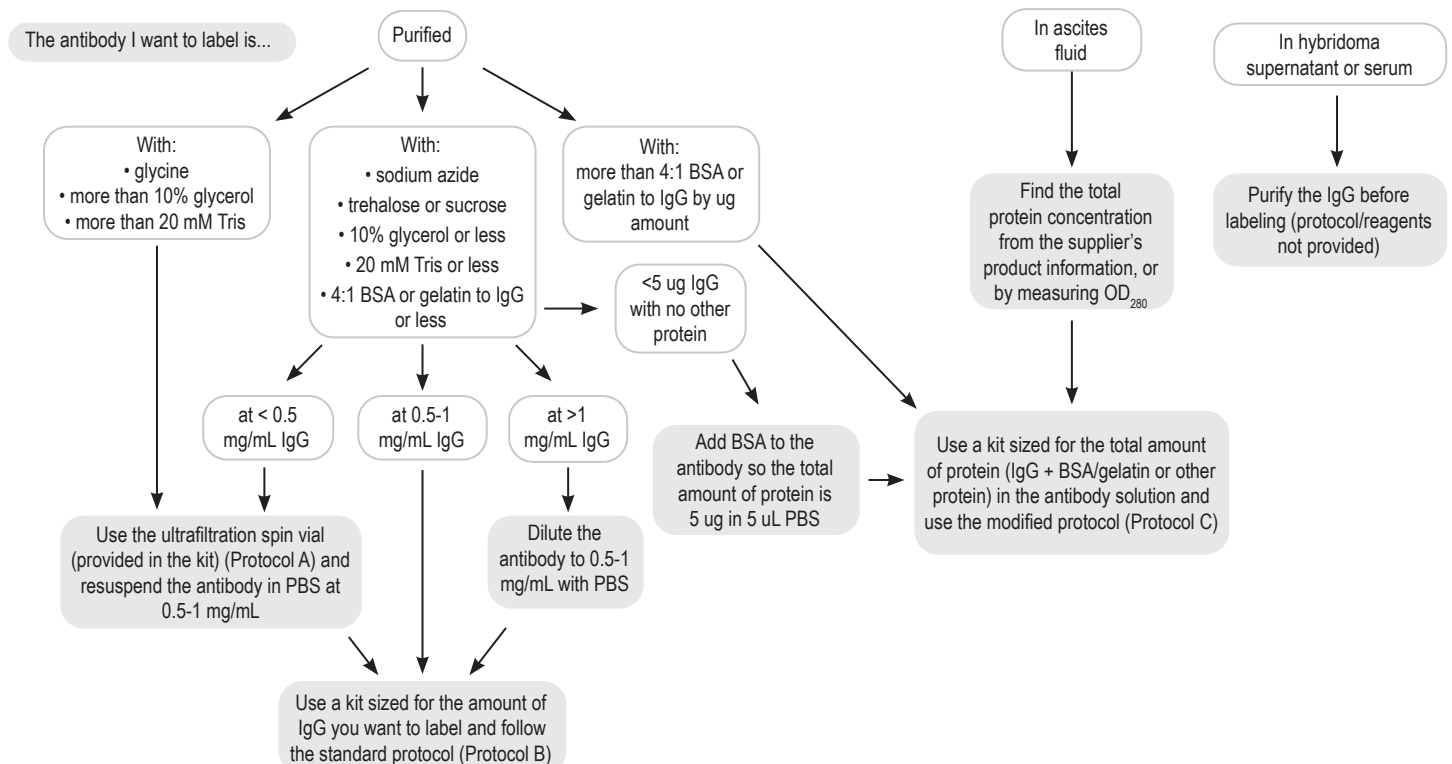 The antibody I want to label is...
Purified
In ascites
fluid
In hybridoma
supernatant or serum
With:
• glycine
• more than 10% glycerol
• more than 20 mM Tris
With:
• sodium azide
• trehalose or sucrose
• 10% glycerol or less
• 20 mM Tris or less
• 4:1 BSA or gelatin to IgG
or less
With:
more than 4:1 BSA or
gelatin to IgG by ug
amount
Find the total
protein concentration
from the supplier’s
product information, or
by measuring OD280
Purify the IgG before
labeling (protocol/reagents
not provided)
<5 ug IgG
with no other
protein
at < 0.5
mg/mL IgG
at 0.5-1
mg/mL IgG
at >1
mg/mL IgG
Add BSA to the
antibody so the total
amount of protein is
5 ug in 5 uL PBS
Use a kit sized for the total amount
of protein (IgG + BSA/gelatin or other
protein) in the antibody solution and
use the modified protocol (Protocol C)
Use the ultrafiltration spin vial
(provided in the kit) (Protocol A) and
resuspend the antibody in PBS at
0.5-1 mg/mL
Dilute the
antibody to 0.5-1
mg/mL with PBS
Use a kit sized for the amount of
IgG you want to label and follow
the standard protocol (Protocol B)